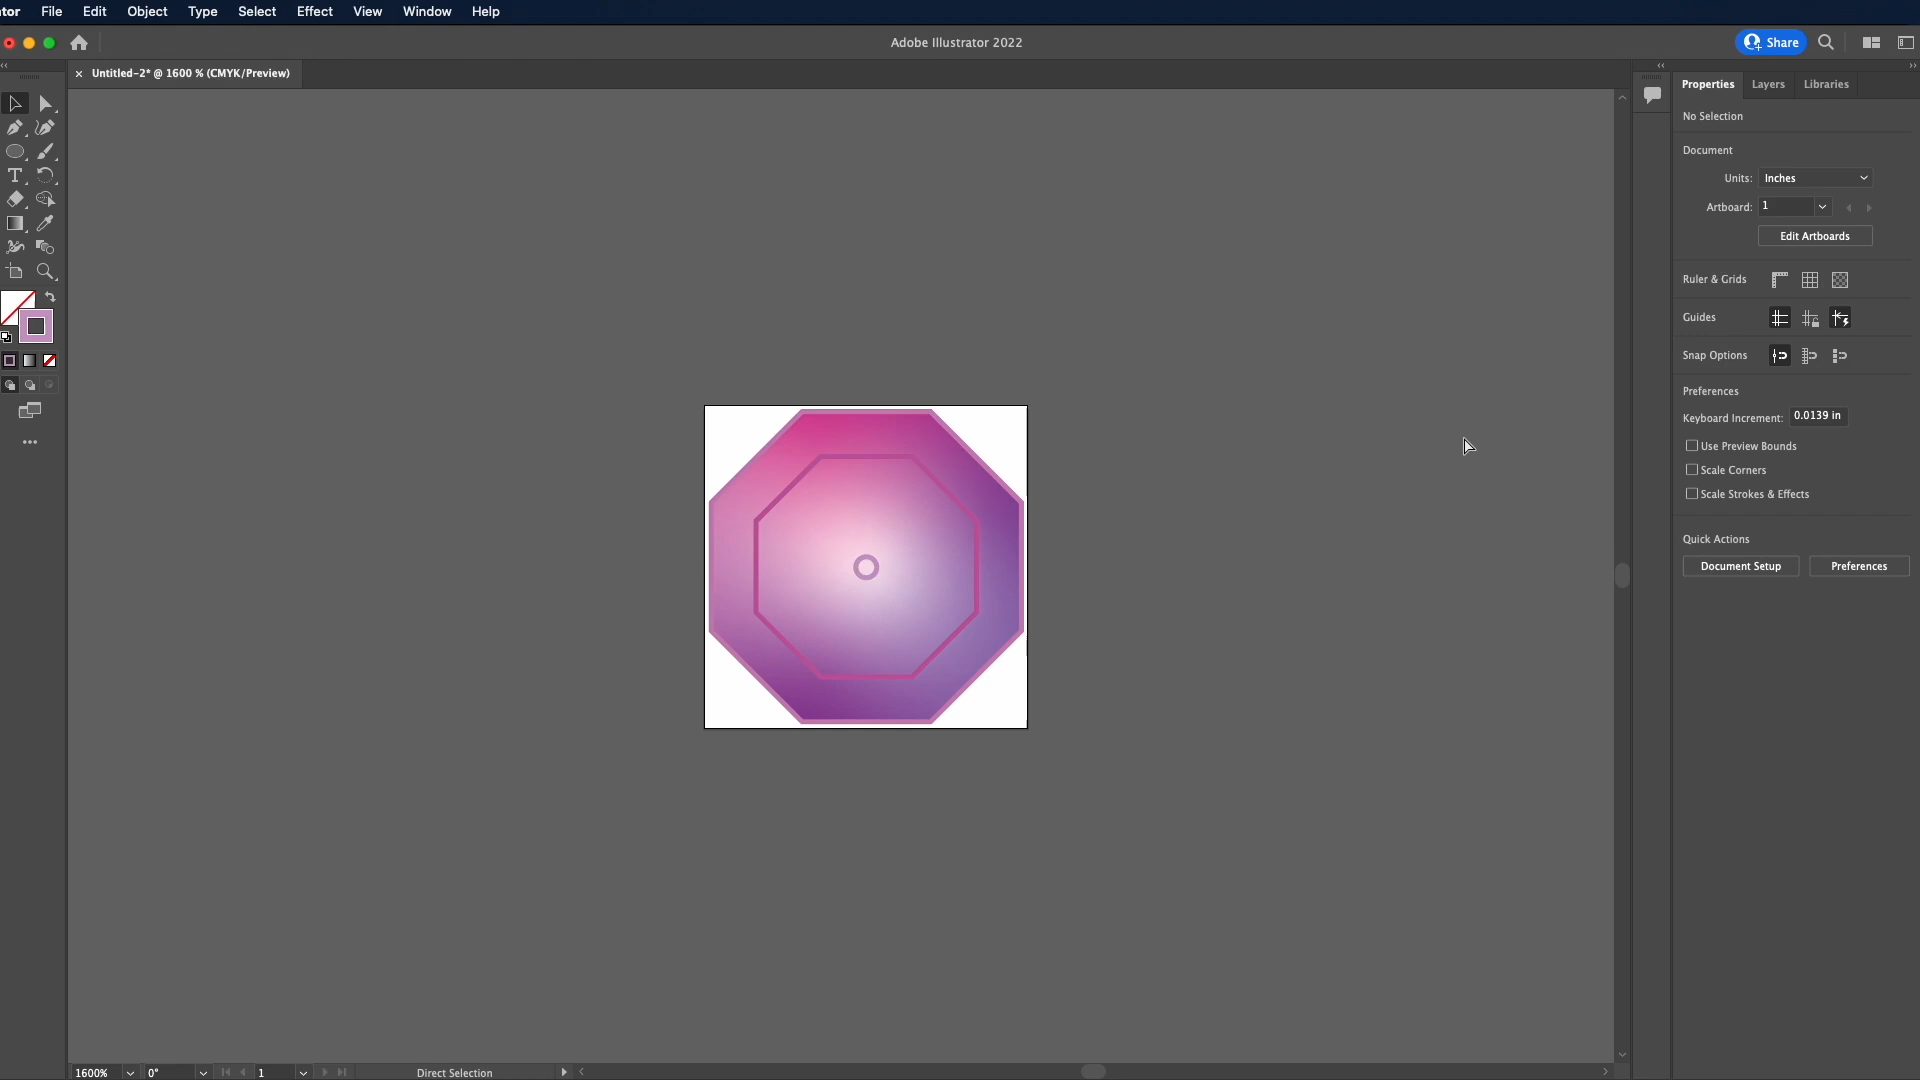 tor File Edit Object Type Select Effect View Window Help
Adobe Illustrator 2022
Share
× Untitled-2* @ 1600 % (CMYK/Preview)
Properties Layers Libraries
No Selection
Document
Units: Inches
Artboard: 1
Edit Artboards
Ruler & Grids
Guides
Snap Options
Preferences
Keyboard Increment: 0.0139 in
Use Preview Bounds
Scale Corners
Scale Strokes & Effects
Quick Actions
Document Setup Preferences
1600% 0° 1 Direct Selection